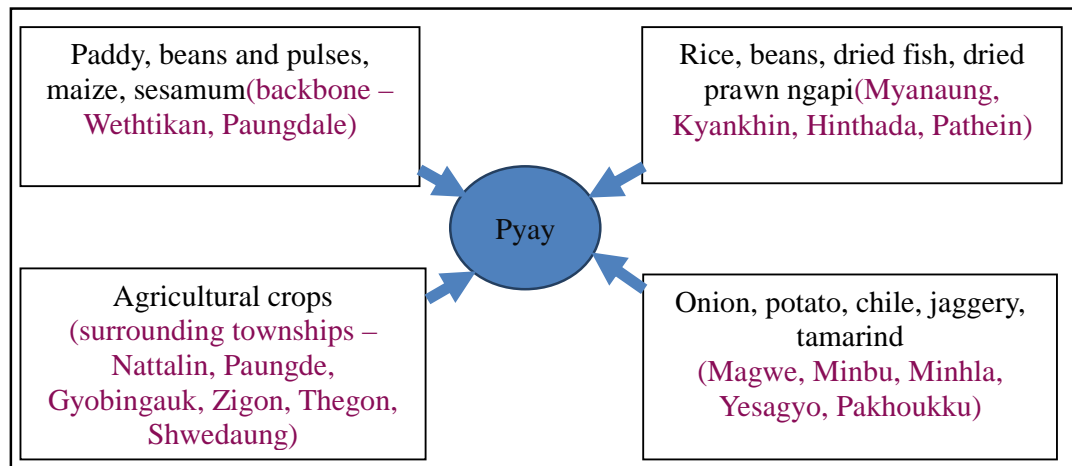 Paddy, beans and pulses,
maize, sesamum(backbone –
Wethtikan, Paungdale)
Rice, beans, dried fish, dried
prawn ngapi(Myanaung,
Kyankhin, Hinthada, Pathein)
Pyay
Agricultural crops
(surrounding townships –
Nattalin, Paungde,
Gyobingauk, Zigon, Thegon,
Shwedaung)
Onion, potato, chile, jaggery,
tamarind
(Magwe, Minbu, Minhla,
Yesagyo, Pakhoukku)